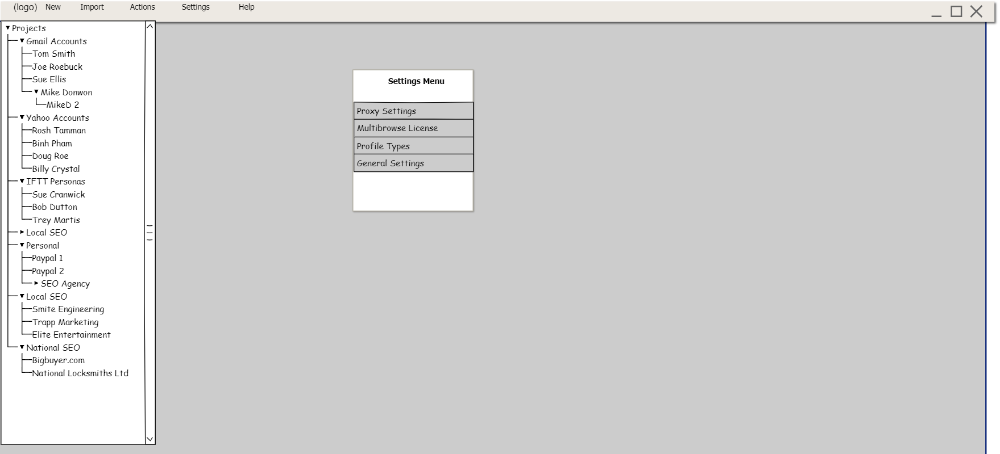 (logo) New Import Actions Settings Help
Projects
Gmail Accounts
Tom Smith
Joe Roebuck
Sue Ellis
Mike Donwon
MikeD 2
Yahoo Accounts
Rosh Tamman
Binh Pham
Doug Roe
Billy Crystal
IFTT Personas
Sue Cranwick
Bob Dutton
Trey Martis
Local SEO
Personal
Paypal 1
Paypal 2
SEO Agency
Local SEO
Smite Engineering
Trapp Marketing
Elite Entertainment
National SEO
Bigbuyer.com
National Locksmiths Ltd
Settings Menu
Proxy Settings
Multibrowse License
Profile Types
General Settings